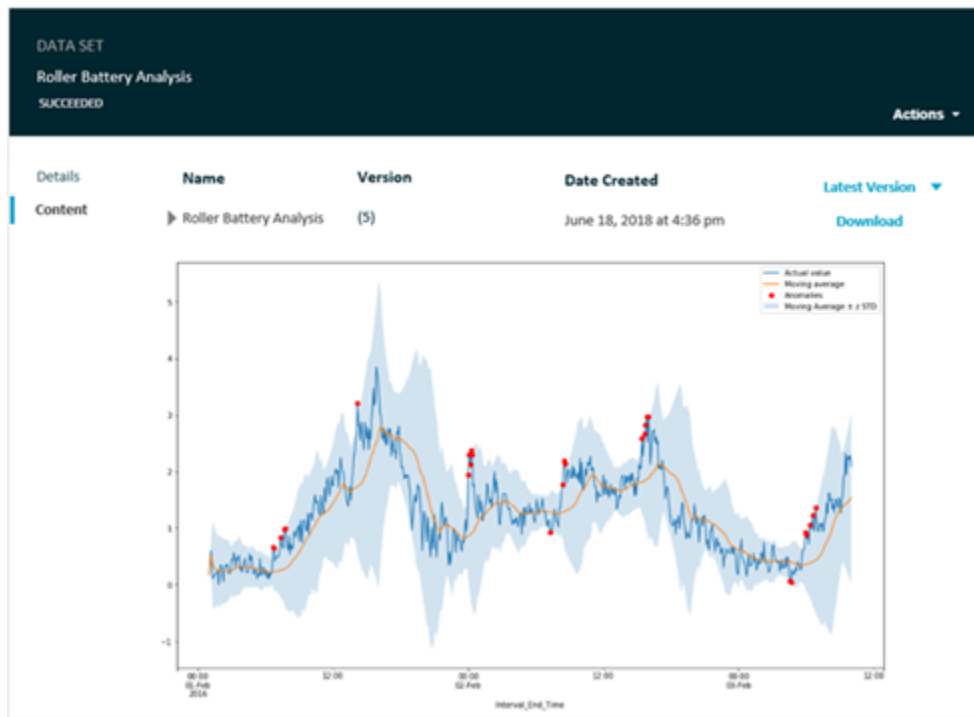 DATA SET
Roller Battery Analysis
SUCCEEDED
Actions
Details
Content
Name
Version
Date Created
Latest Version
Roller Battery Analysis
(5)
June 18, 2018 at 4:36 pm
Download
Actual value
Moving average
Anomalies
Moving Average ± 2 STD
5
4
3
2
1
0
−1
00:00
01-Feb
2016
12:00
00:00
02-Feb
12:00
00:00
03-Feb
12:00
Interval_End_Time